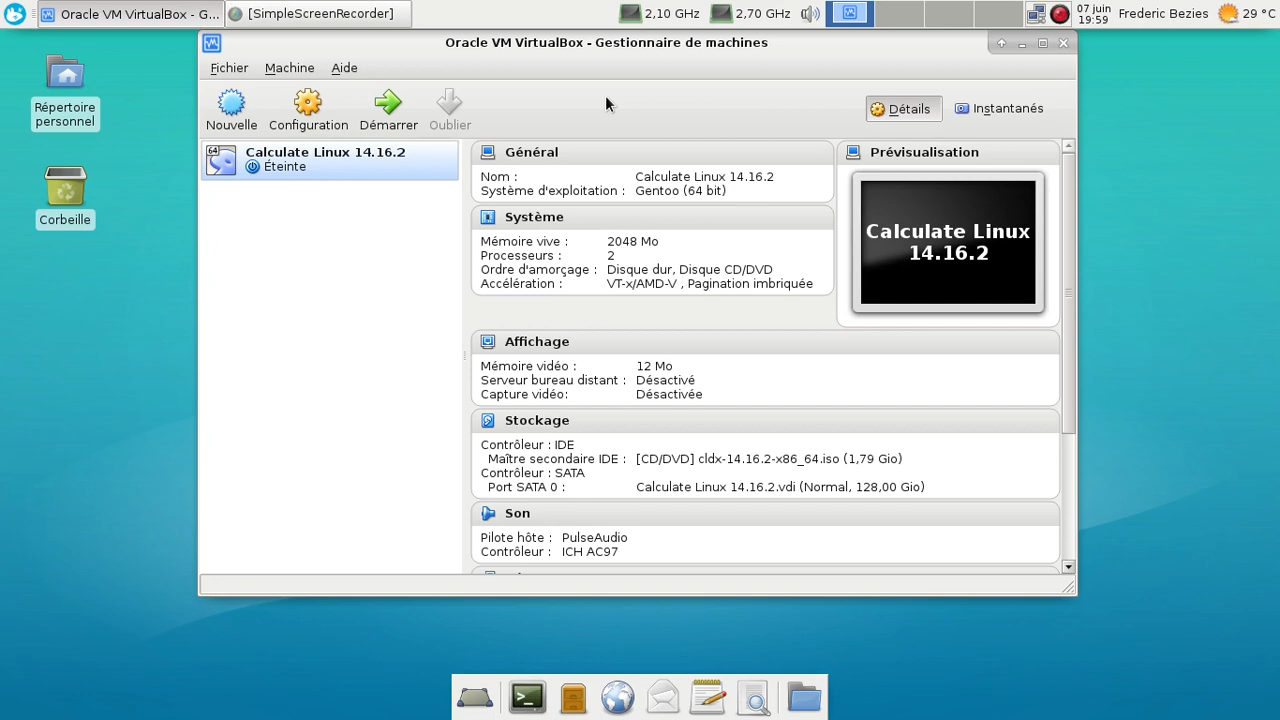 Oracle VM VirtualBox - G...
[SimpleScreenRecorder]
2,10 GHz
2,70 GHz
07 juin
19:59
Frederic Bezies
29 °C
Oracle VM VirtualBox - Gestionnaire de machines
Fichier
Machine
Aide
Nouvelle
Configuration
Démarrer
Oublier
Détails
Instantanés
Répertoire
personnel
Corbeille
64
Calculate Linux 14.16.2
Éteinte
Général
Nom : Calculate Linux 14.16.2
Système d'exploitation : Gentoo (64 bit)
Système
Mémoire vive : 2048 Mo
Processeurs : 2
Ordre d'amorçage : Disque dur, Disque CD/DVD
Accélération : VT-x/AMD-V , Pagination imbriquée
Prévisualisation
Calculate Linux
14.16.2
Affichage
Mémoire vidéo : 12 Mo
Serveur bureau distant : Désactivé
Capture vidéo: Désactivée
Stockage
Contrôleur : IDE
Maître secondaire IDE : [CD/DVD] cldx-14.16.2-x86_64.iso (1,79 Gio)
Contrôleur : SATA
Port SATA 0 : Calculate Linux 14.16.2.vdi (Normal, 128,00 Gio)
Son
Pilote hôte : PulseAudio
Contrôleur : ICH AC97